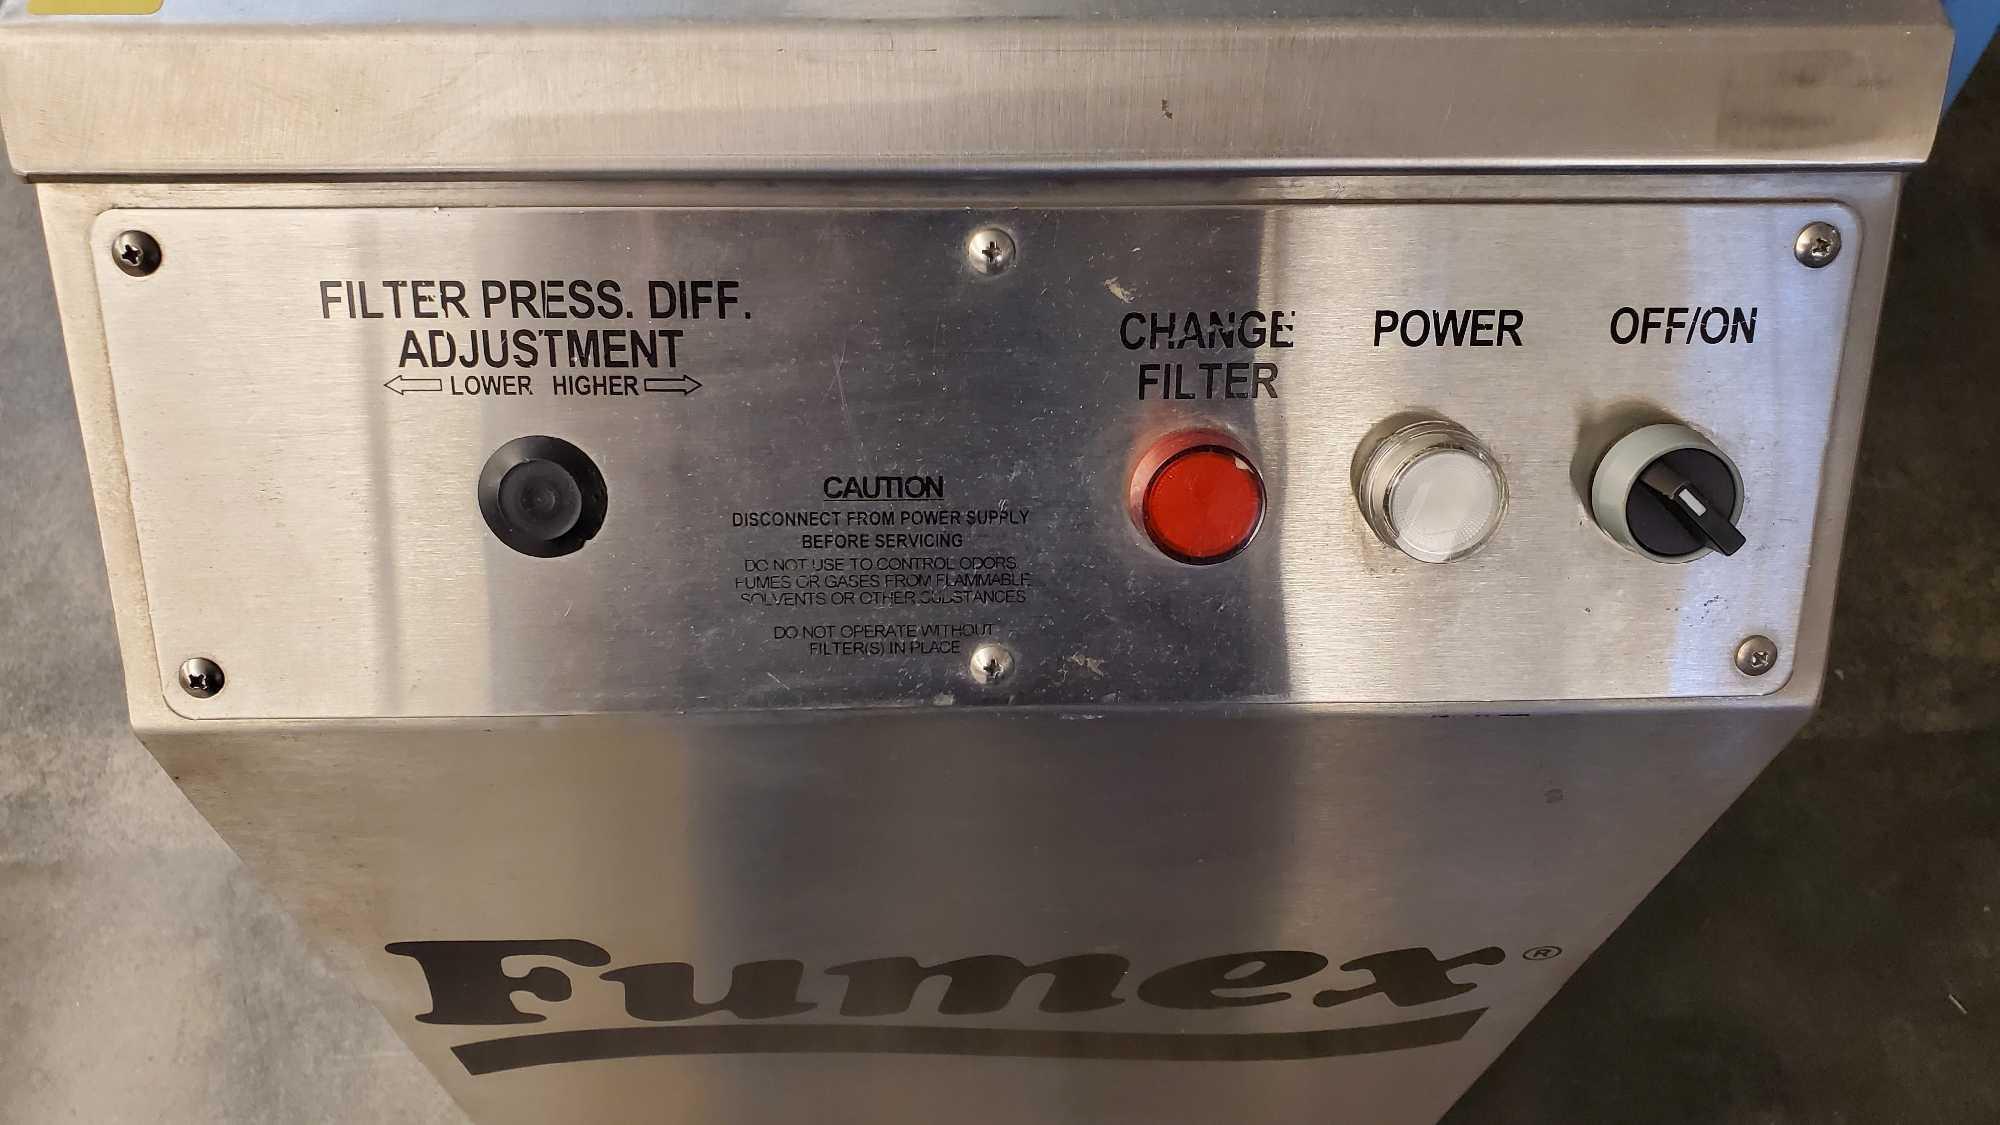 FILTER PRESS. DIFF.
ADJUSTMENT
LOWER HIGHER
CHANGE
FILTER
POWER
OFF/ON
CAUTION
DISCONNECT FROM POWER SUPPLY
BEFORE SERVICING
DO NOT USE TO CONTROL ODORS
FUMES OR GASES FROM FLAMMABLE
SOLVENTS OR OTHER SUBSTANCES
DO NOT OPERATE WITHOUT
FILTER(S) IN PLACE
Fumex®